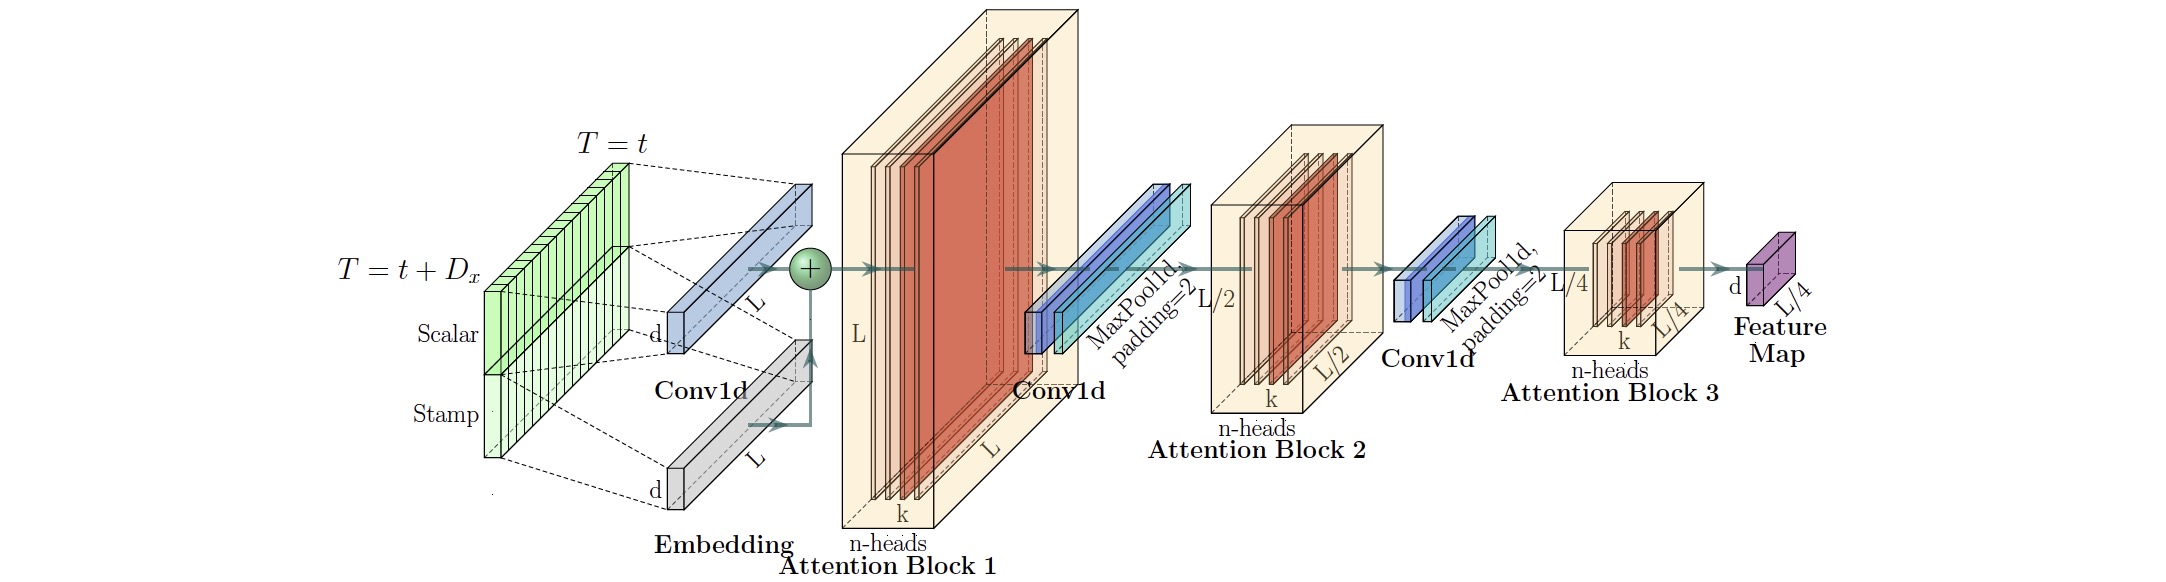 T = t
T = t + Dₓ
Scalar
Stamp
d
L
Conv1d
d
L
Embedding
+
L
L
k
n-heads
Attention Block 1
Conv1d
MaxPool1d,
padding=2
L/2
L/2
k
n-heads
Attention Block 2
Conv1d
MaxPool1d,
padding=2
L/4
L/4
k
n-heads
Attention Block 3
d
L/4
Feature
Map